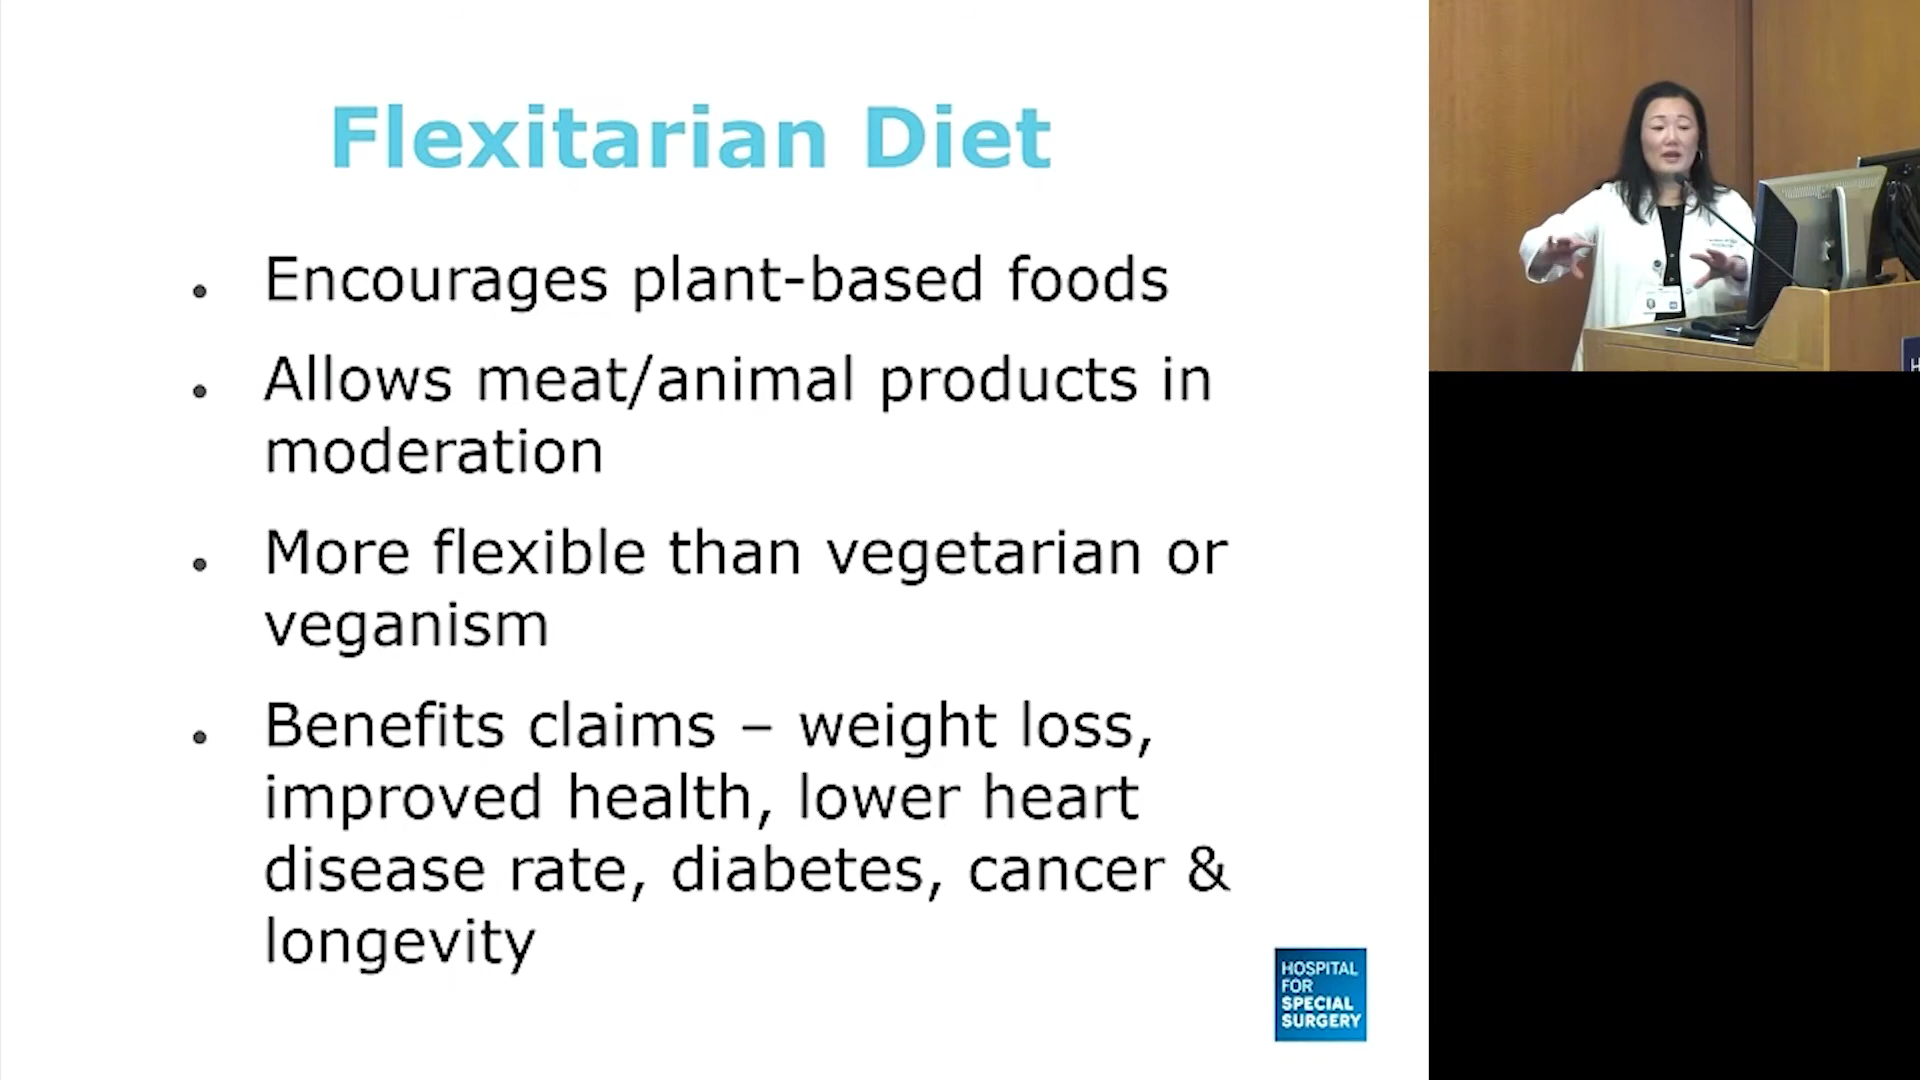 Flexitarian Diet
• Encourages plant-based foods
• Allows meat/animal products in
moderation
• More flexible than vegetarian or
veganism
• Benefits claims – weight loss,
improved health, lower heart
disease rate, diabetes, cancer &
longevity
HOSPITAL
FOR
SPECIAL
SURGERY